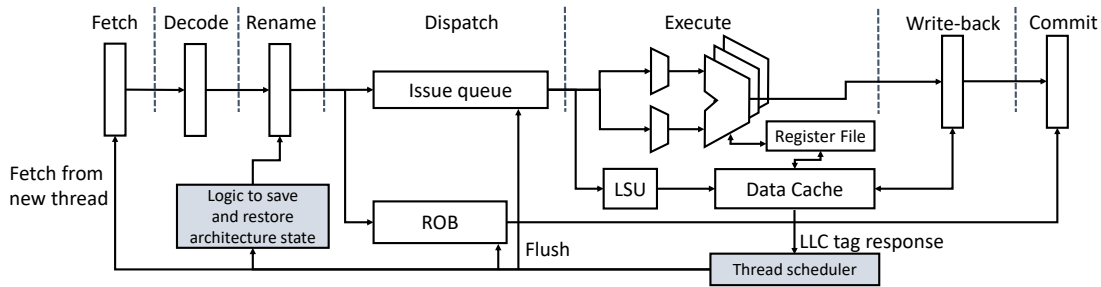 Fetch
Decode
Rename
Dispatch
Execute
Write-back
Commit
Issue queue
Register File
Fetch from
new thread
Logic to save
and restore
architecture state
LSU
Data Cache
ROB
Flush
LLC tag response
Thread scheduler